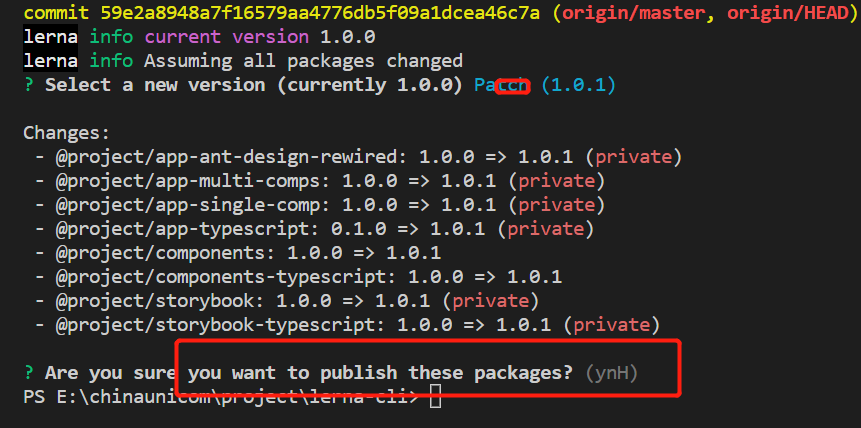 commit 59e2a8948a7f16579aa4776db5f09a1dcea46c7a (origin/master, origin/HEAD)
lerna info current version 1.0.0
lerna info Assuming all packages changed
? Select a new version (currently 1.0.0) Patch (1.0.1)
Changes:
- @project/app-ant-design-rewired: 1.0.0 => 1.0.1 (private)
- @project/app-multi-comps: 1.0.0 => 1.0.1 (private)
- @project/app-single-comp: 1.0.0 => 1.0.1 (private)
- @project/app-typescript: 0.1.0 => 1.0.1 (private)
- @project/components: 1.0.0 => 1.0.1
- @project/components-typescript: 1.0.0 => 1.0.1
- @project/storybook: 1.0.0 => 1.0.1 (private)
- @project/storybook-typescript: 1.0.0 => 1.0.1 (private)
? Are you sure you want to publish these packages? (ynH)
PS E:\chinaunicom\project\lerna-cli>